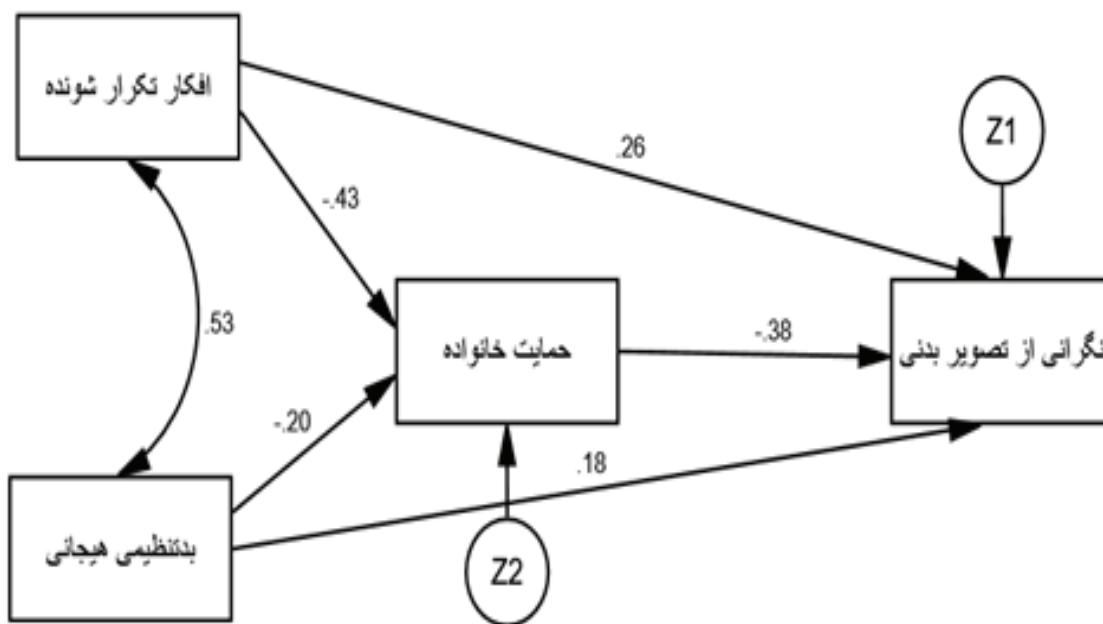 افکار تکرار شونده
Z1
.26
-.43
.53
حمایت خانواده
-.38
نگرانی از تصویر بدنی
-.20
.18
بدتنظیمی هیجانی
Z2